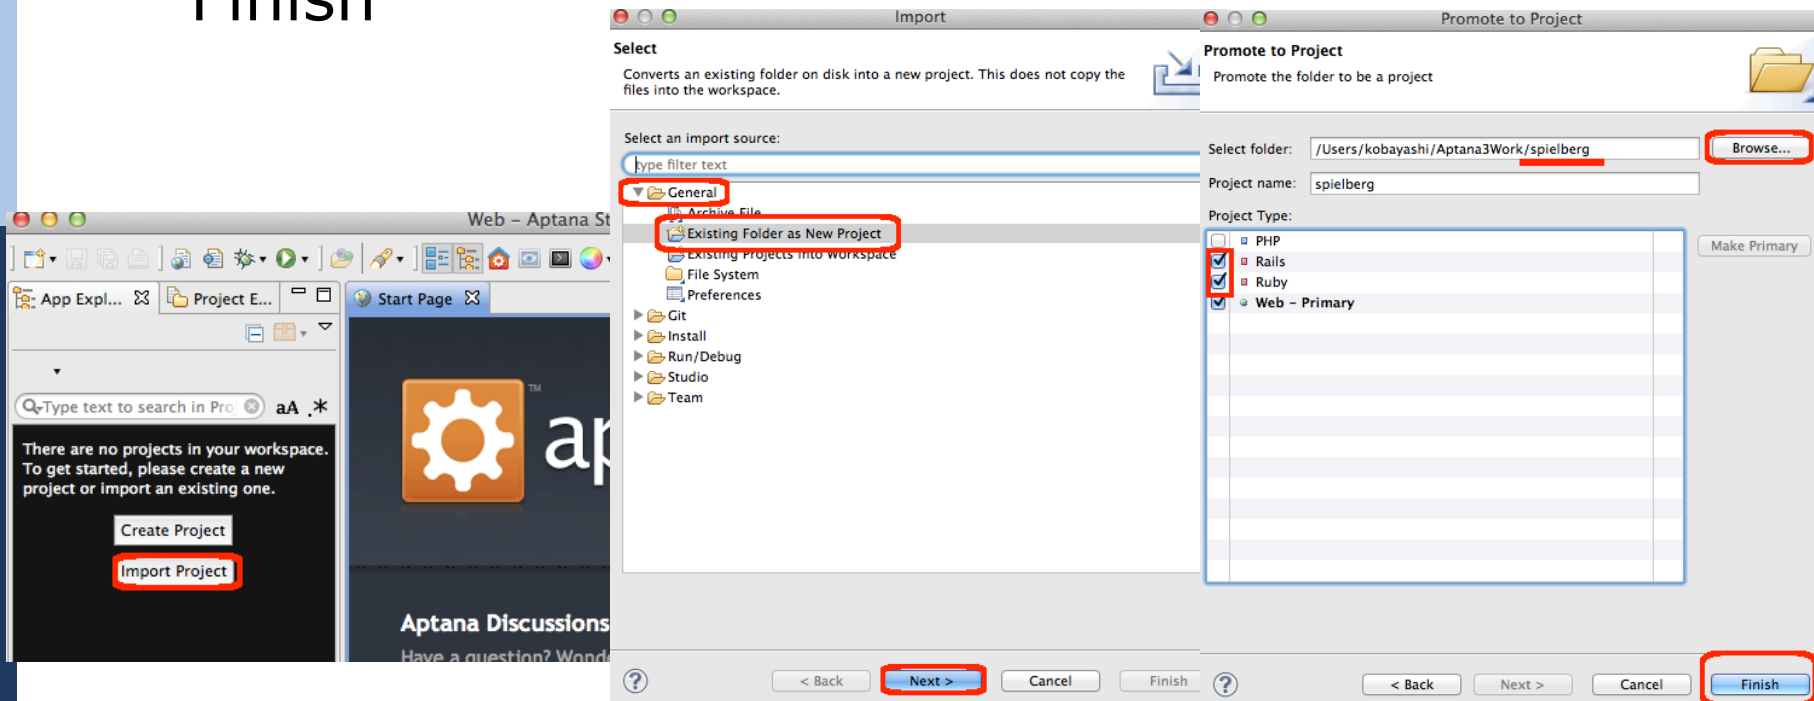 Finish
Web – Aptana St
App Expl...
Project E...
Start Page
Type text to search in Pro
aA .*
There are no projects in your workspace.
To get started, please create a new
project or import an existing one.
Create Project
Import Project
TM
ap
Aptana Discussions
Have a question? Wond
Import
Select
Converts an existing folder on disk into a new project. This does not copy the
files into the workspace.
Select an import source:
type filter text
General
Archive File
Existing Folder as New Project
Existing Projects into Workspace
File System
Preferences
Git
Install
Run/Debug
Studio
Team
?
< Back
Next >
Cancel
Finish
Promote to Project
Promote to Project
Promote the folder to be a project
Select folder: /Users/kobayashi/Aptana3Work/spielberg
Browse...
Project name: spielberg
Project Type:
PHP
Rails
Ruby
Web – Primary
Make Primary
?
< Back
Next >
Cancel
Finish